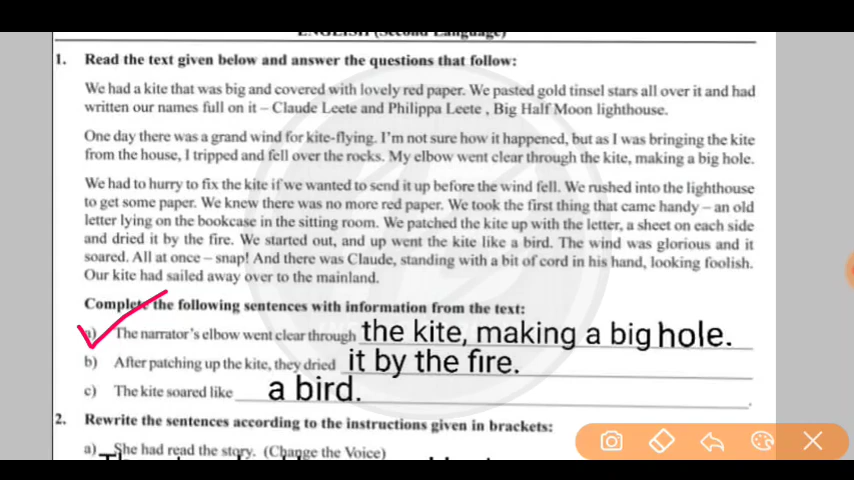 ENGLISH (Second Language)
1. Read the text given below and answer the questions that follow:
We had a kite that was big and covered with lovely red paper. We pasted gold tinsel stars all over it and had
written our names full on it – Claude Leete and Philippa Leete , Big Half Moon lighthouse.
One day there was a grand wind for kite-flying. I'm not sure how it happened, but as I was bringing the kite
from the house, I tripped and fell over the rocks. My elbow went clear through the kite, making a big hole.
We had to hurry to fix the kite if we wanted to send it up before the wind fell. We rushed into the lighthouse
to get some paper. We knew there was no more red paper. We took the first thing that came handy – an old
letter lying on the bookcase in the sitting room. We patched the kite up with the letter, a sheet on each side
and dried it by the fire. We started out, and up went the kite like a bird. The wind was glorious and it
soared. All at once – snap! And there was Claude, standing with a bit of cord in his hand, looking foolish.
Our kite had sailed away over to the mainland.
Complete the following sentences with information from the text:
a) The narrator's elbow went clear through the kite, making a big hole.
b) After patching up the kite, they dried it by the fire.
c) The kite soared like a bird.
2. Rewrite the sentences according to the instructions given in brackets:
a) She had read the story. (Change the Voice)